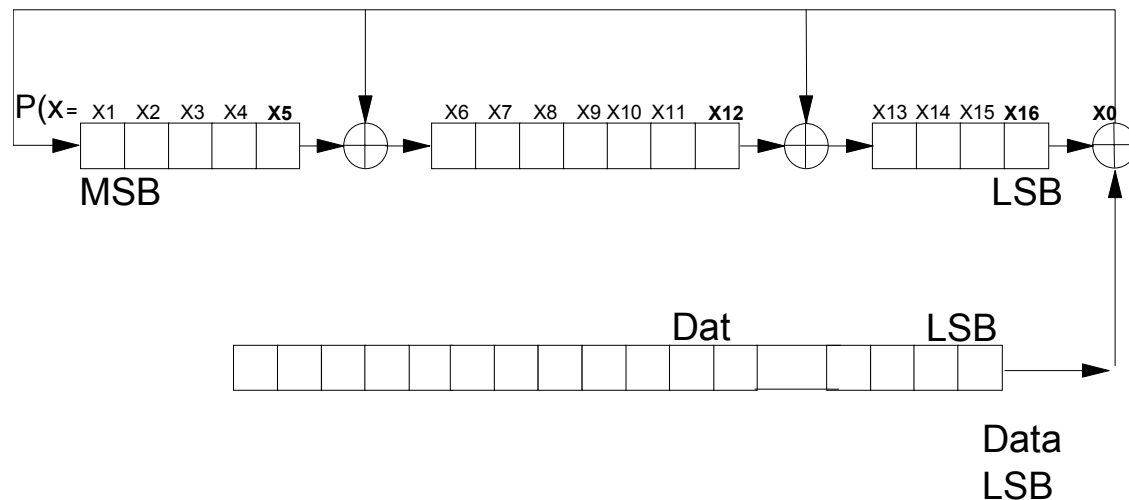 P(x= X1 X2 X3 X4 X5 X6 X7 X8 X9 X10 X11 X12 X13 X14 X15 X16 X0
MSB LSB
Dat LSB
Data
LSB